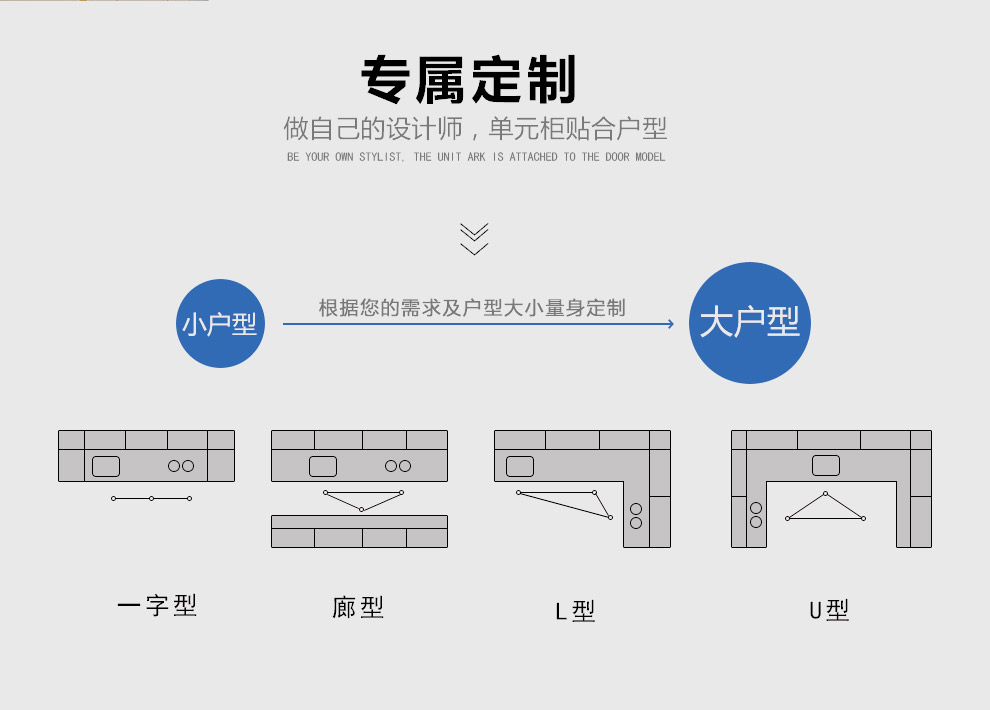 专属定制
做自己的设计师，单元柜贴合户型
BE YOUR OWN STYLIST, THE UNIT ARK IS ATTACHED TO THE DOOR MODEL
小户型
根据您的需求及户型大小量身定制
大户型
一字型
廊型
L型
U型